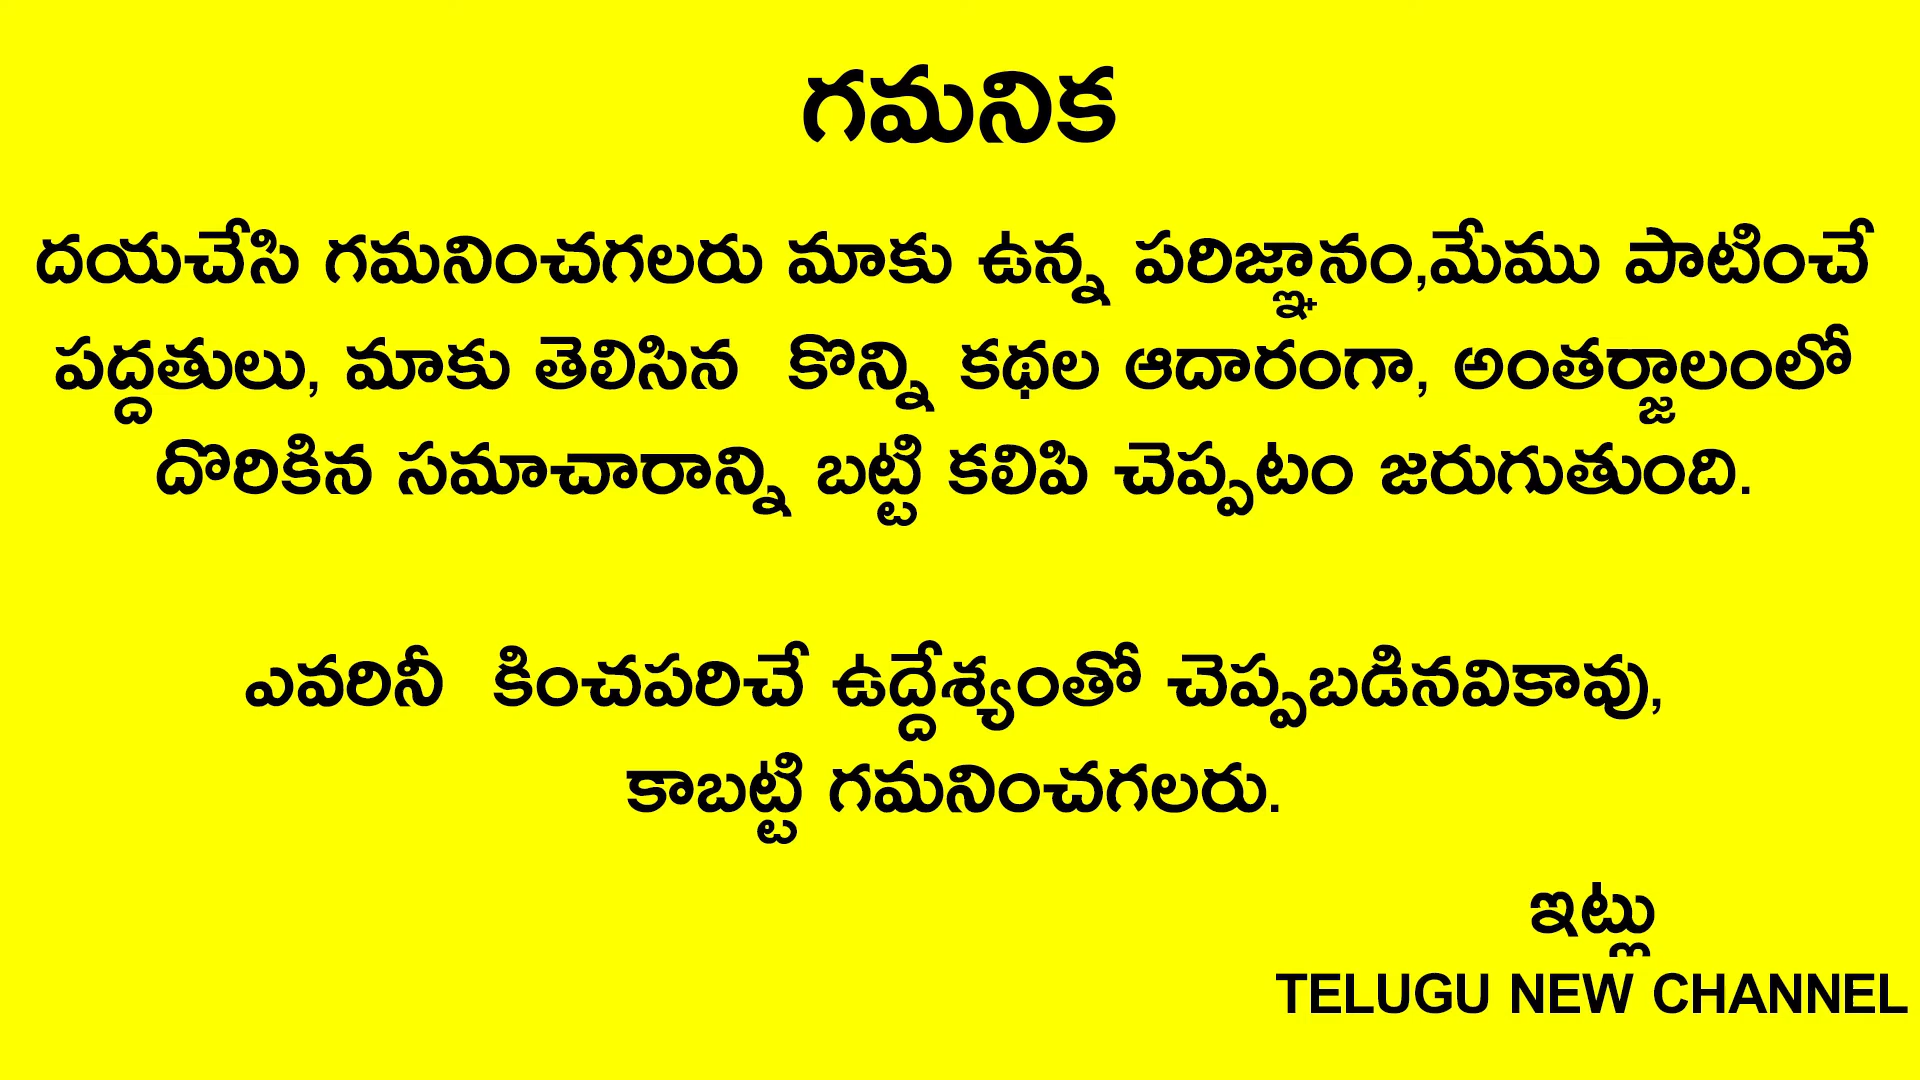 గమనిక
దయచేసి గమనించగలరు మాకు ఉన్న పరిజ్ఞానం,మేము పాటించే
పద్దతులు, మాకు తెలిసిన కొన్ని కథల ఆదారంగా, అంతర్జాలంలో
దొరికిన సమాచారాన్ని బట్టి కలిపి చెప్పటం జరుగుతుంది.
ఎవరినీ కించపరిచే ఉద్దేశ్యంతో చెప్పబడినవికావు,
కాబట్టి గమనించగలరు.
ఇట్లు
TELUGU NEW CHANNEL